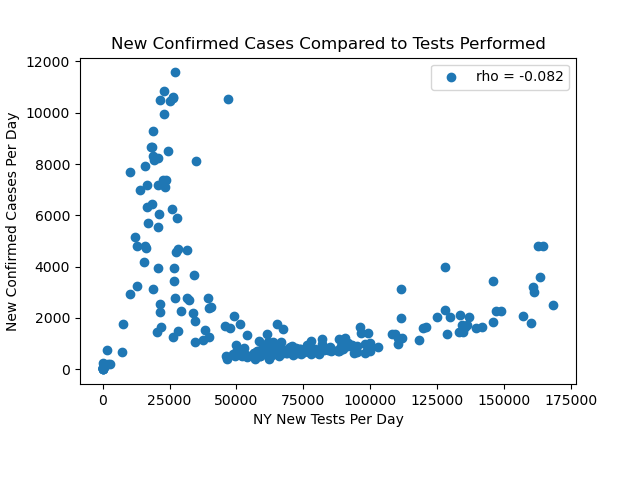 New Confirmed Cases Compared to Tests Performed
rho = -0.082
12000
10000
8000
6000
4000
2000
0
New Confirmed Caeses Per Day
0 25000 50000 75000 100000 125000 150000 175000
NY New Tests Per Day